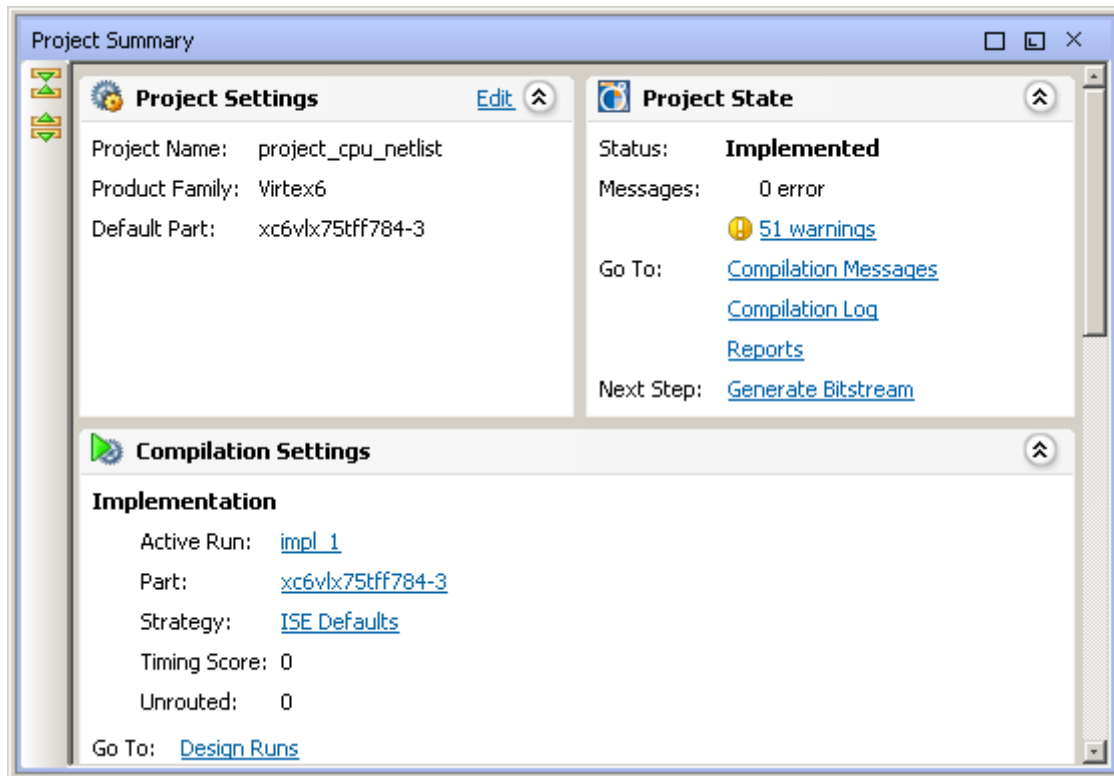 Project Summary
Project Settings Edit
Project Name: project_cpu_netlist
Product Family: Virtex6
Default Part: xc6vlx75tff784-3
Project State
Status: Implemented
Messages: 0 error
51 warnings
Go To: Compilation Messages
Compilation Log
Reports
Next Step: Generate Bitstream
Compilation Settings
Implementation
Active Run: impl_1
Part: xc6vlx75tff784-3
Strategy: ISE Defaults
Timing Score: 0
Unrouted: 0
Go To: Design Runs